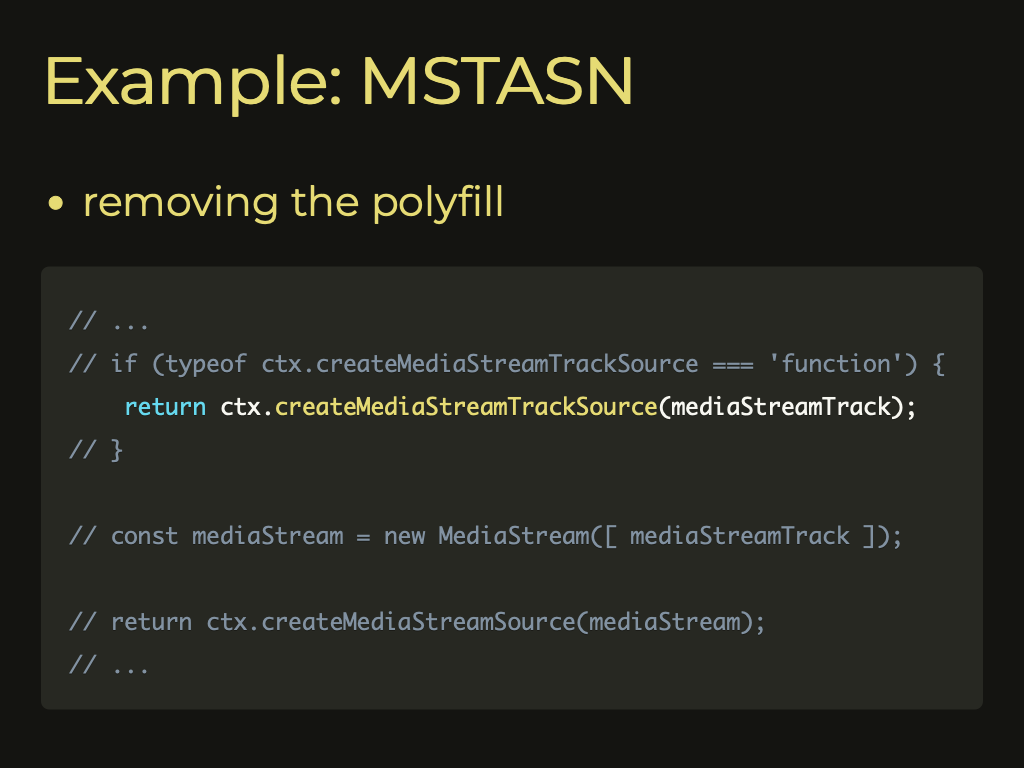 Example: MSTASN
• removing the polyfill
// ...
// if (typeof ctx.createMediaStreamTrackSource === 'function') {
    return ctx.createMediaStreamTrackSource(mediaStreamTrack);
// }
// const mediaStream = new MediaStream([ mediaStreamTrack ]);
// return ctx.createMediaStreamSource(mediaStream);
// ...